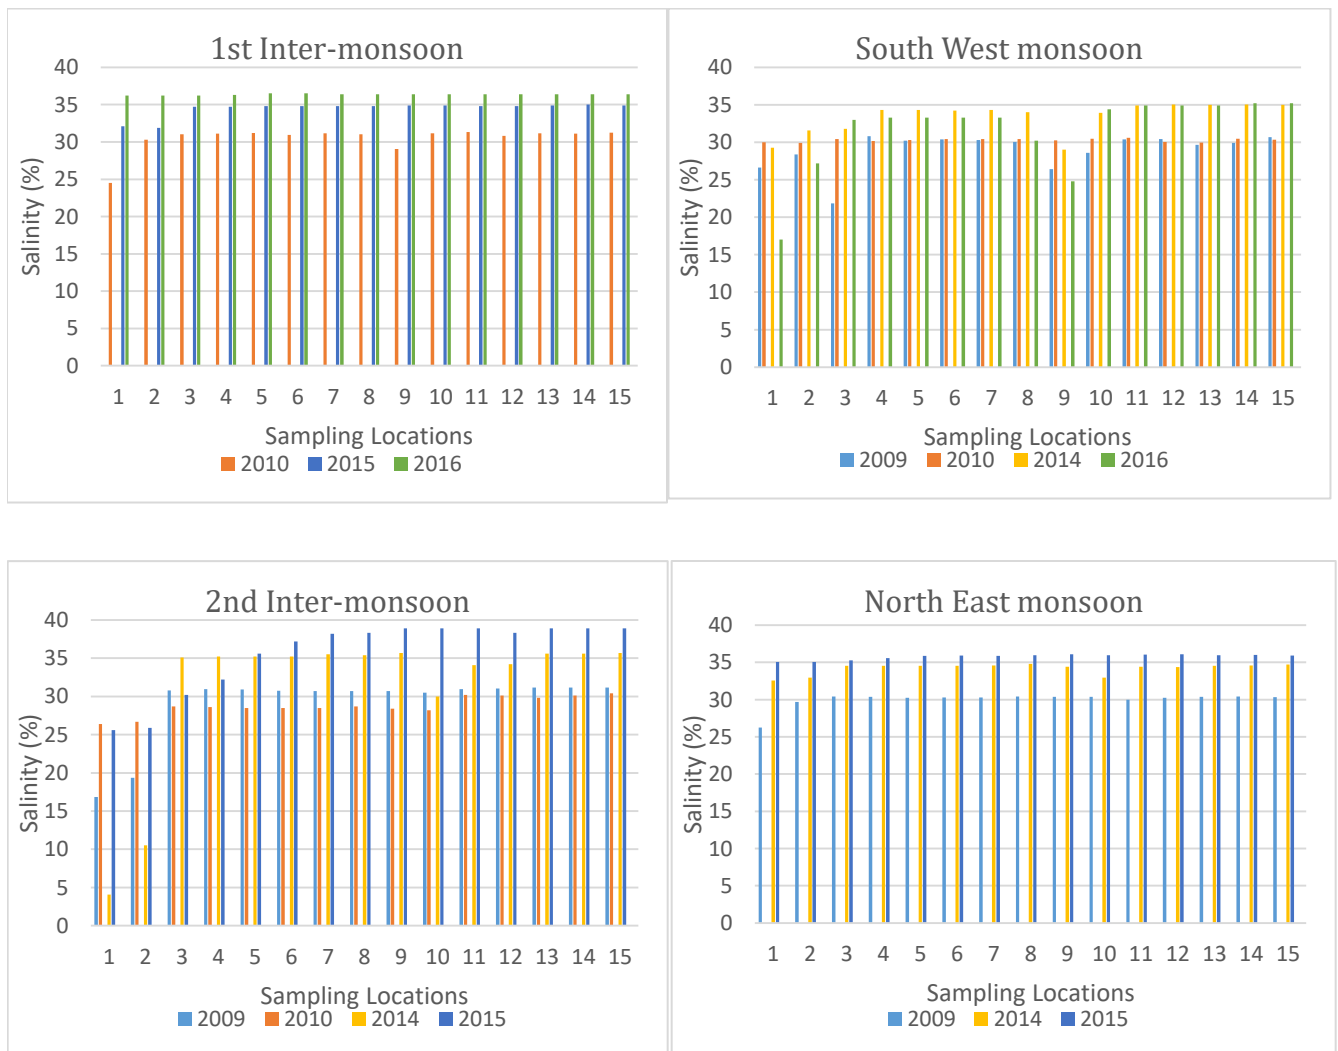 1st Inter-monsoon
40
35
30
25
20
15
10
5
0
Salinity (%)
1 2 3 4 5 6 7 8 9 10 11 12 13 14 15
Sampling Locations
2010 2015 2016
South West monsoon
40
35
30
25
20
15
10
5
0
Salinity (%)
1 2 3 4 5 6 7 8 9 10 11 12 13 14 15
Sampling Locations
2009 2010 2014 2016
2nd Inter-monsoon
40
35
30
25
20
15
10
5
0
Salinity (%)
1 2 3 4 5 6 7 8 9 10 11 12 13 14 15
Sampling Locations
2009 2010 2014 2015
North East monsoon
40
35
30
25
20
15
10
5
0
Salinity (%)
1 2 3 4 5 6 7 8 9 10 11 12 13 14 15
Sampling Locations
2009 2014 2015